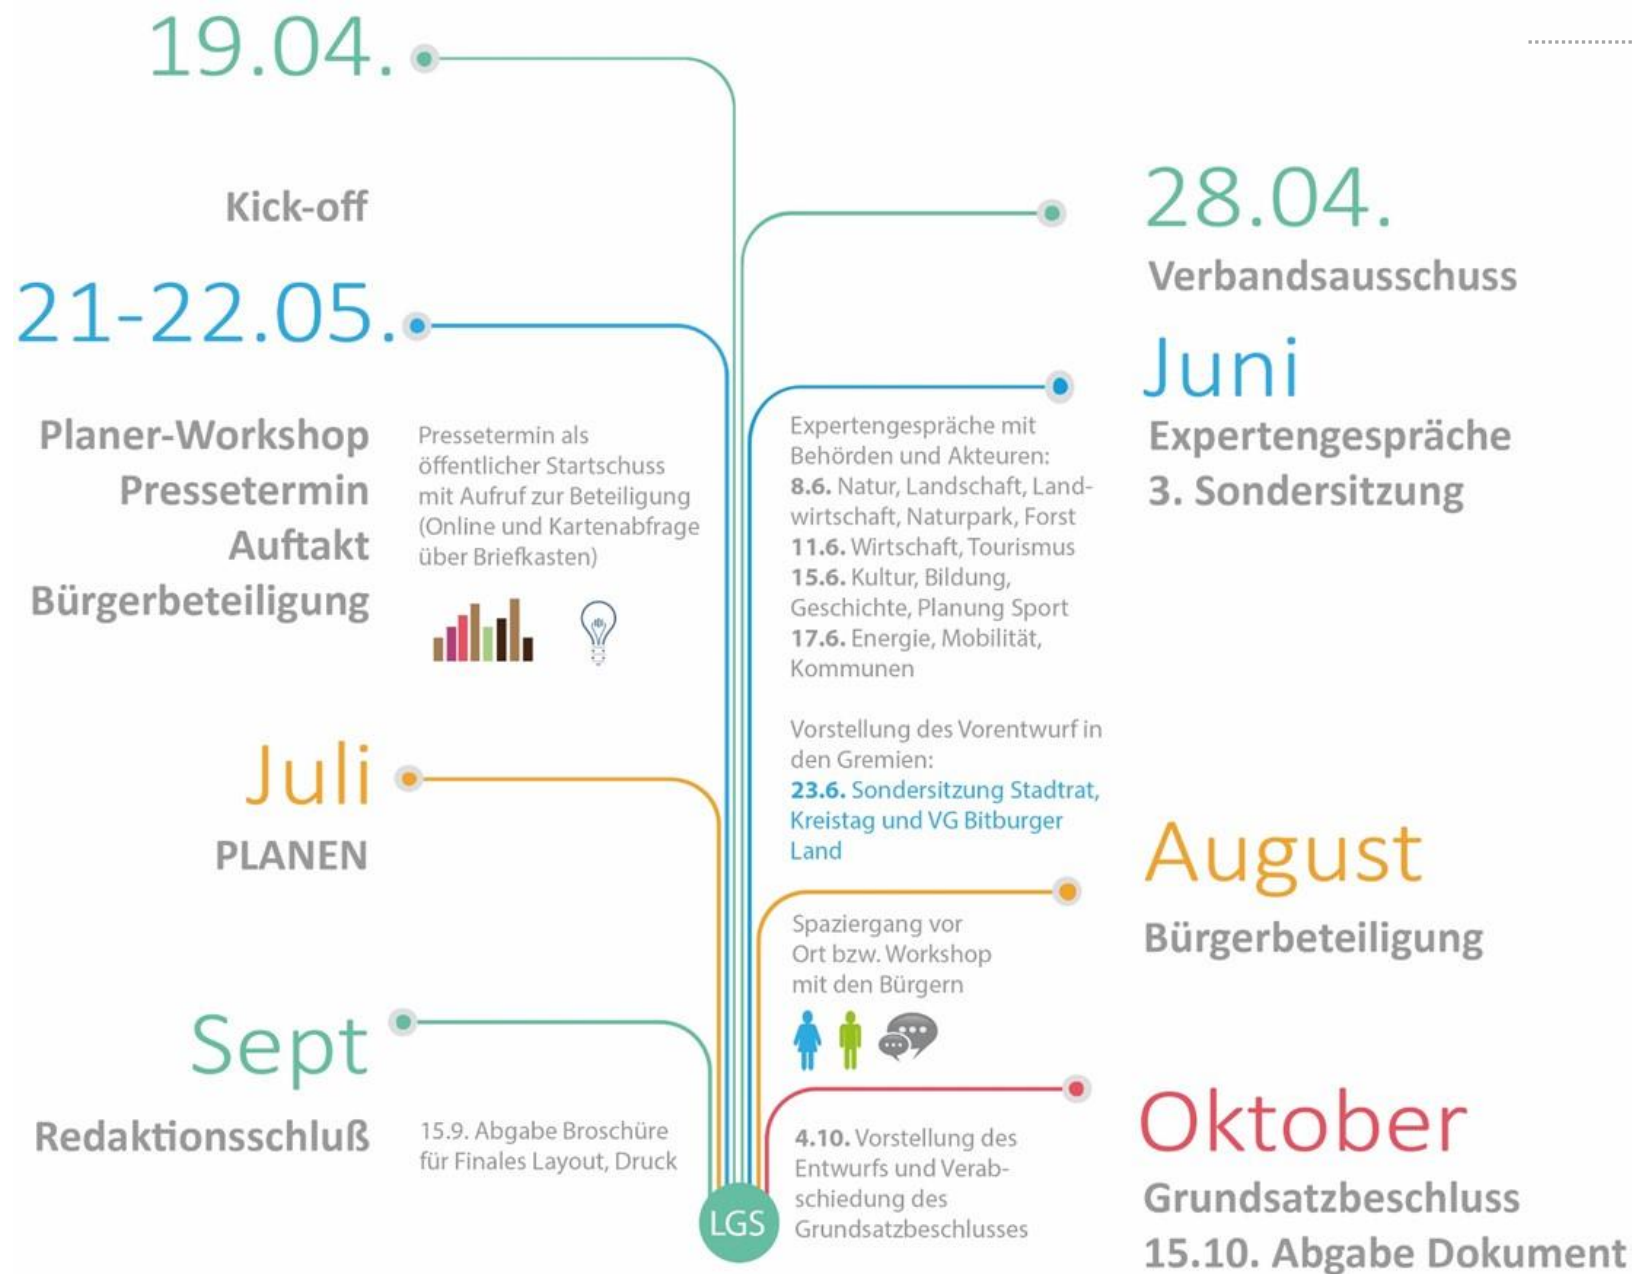 19.04.
Kick-off
28.04.
Verbandsausschuss
21-22.05.
Planer-Workshop
Pressetermin
Auftakt
Bürgerbeteiligung
Pressetermin als
öffentlicher Startschuss
mit Aufruf zur Beteiligung
(Online und Kartenabfrage
über Briefkasten)
Juni
Expertengespräche
3. Sondersitzung
Expertengespräche mit
Behörden und Akteuren:
8.6. Natur, Landschaft, Land-
wirtschaft, Naturpark, Forst
11.6. Wirtschaft, Tourismus
15.6. Kultur, Bildung,
Geschichte, Planung Sport
17.6. Energie, Mobilität,
Kommunen
Vorstellung des Vorentwurf in
den Gremien:
23.6. Sondersitzung Stadtrat,
Kreistag und VG Bitburger
Land
Juli
PLANEN
August
Bürgerbeteiligung
Spaziergang vor
Ort bzw. Workshop
mit den Bürgern
Sept
Redaktionsschluß
15.9. Abgabe Broschüre
für Finales Layout, Druck
Oktober
Grundsatzbeschluss
15.10. Abgabe Dokument
4.10. Vorstellung des
Entwurfs und Verab-
schiedung des
Grundsatzbeschlusses
LGS